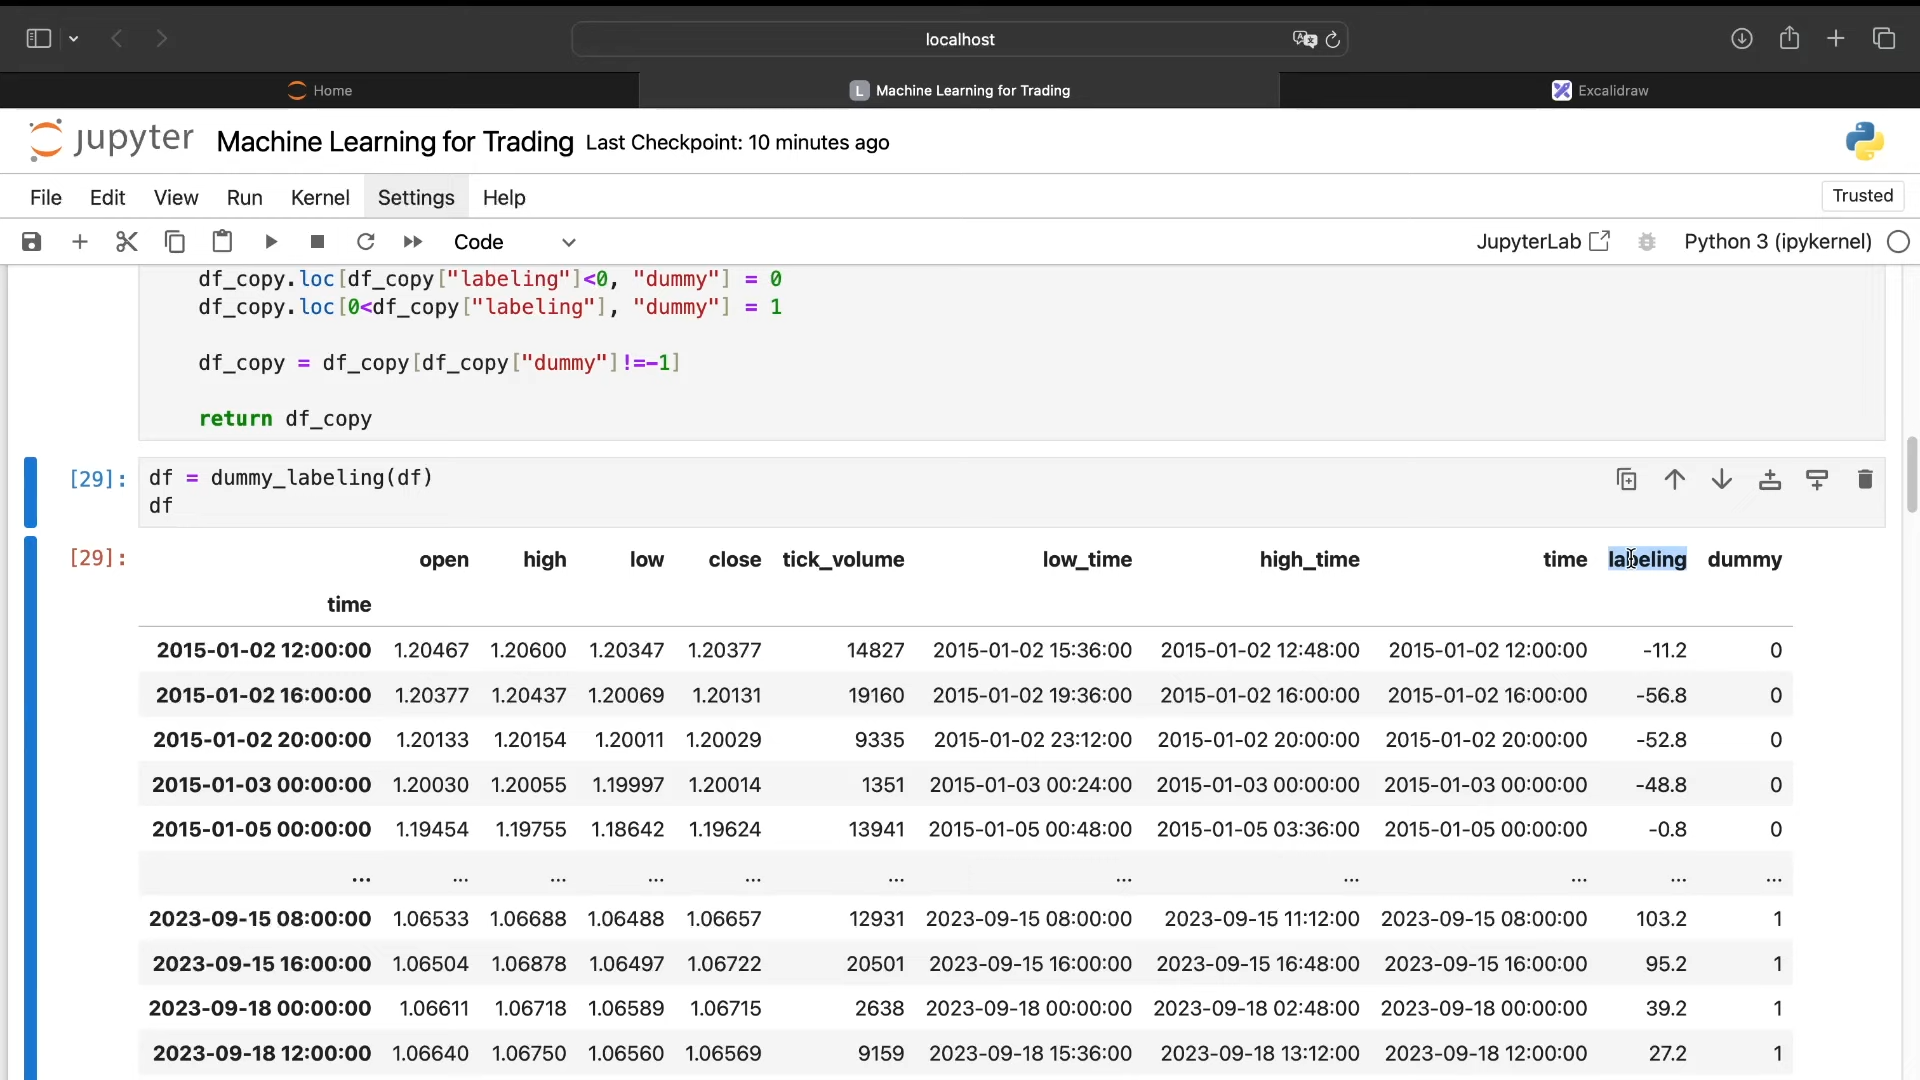 localhost
Home
L Machine Learning for Trading
Excalidraw
jupyter Machine Learning for Trading Last Checkpoint: 10 minutes ago
File Edit View Run Kernel Settings Help Trusted
Code JupyterLab Python 3 (ipykernel)
df_copy.loc[df_copy["labeling"]<0, "dummy"] = 0
df_copy.loc[0<df_copy["labeling"], "dummy"] = 1
df_copy = df_copy[df_copy["dummy"]!=-1]
return df_copy
[29]: df = dummy_labeling(df)
df
[29]: open high low close tick_volume low_time high_time time labeling dummy
time
2015-01-02 12:00:00 1.20467 1.20600 1.20347 1.20377 14827 2015-01-02 15:36:00 2015-01-02 12:48:00 2015-01-02 12:00:00 -11.2 0
2015-01-02 16:00:00 1.20377 1.20437 1.20069 1.20131 19160 2015-01-02 19:36:00 2015-01-02 16:00:00 2015-01-02 16:00:00 -56.8 0
2015-01-02 20:00:00 1.20133 1.20154 1.20011 1.20029 9335 2015-01-02 23:12:00 2015-01-02 20:00:00 2015-01-02 20:00:00 -52.8 0
2015-01-03 00:00:00 1.20030 1.20055 1.19997 1.20014 1351 2015-01-03 00:24:00 2015-01-03 00:00:00 2015-01-03 00:00:00 -48.8 0
2015-01-05 00:00:00 1.19454 1.19755 1.18642 1.19624 13941 2015-01-05 00:48:00 2015-01-05 03:36:00 2015-01-05 00:00:00 -0.8 0
... ... ... ... ... ... ... ... ... ... ...
2023-09-15 08:00:00 1.06533 1.06688 1.06488 1.06657 12931 2023-09-15 08:00:00 2023-09-15 11:12:00 2023-09-15 08:00:00 103.2 1
2023-09-15 16:00:00 1.06504 1.06878 1.06497 1.06722 20501 2023-09-15 16:00:00 2023-09-15 16:48:00 2023-09-15 16:00:00 95.2 1
2023-09-18 00:00:00 1.06611 1.06718 1.06589 1.06715 2638 2023-09-18 00:00:00 2023-09-18 02:48:00 2023-09-18 00:00:00 39.2 1
2023-09-18 12:00:00 1.06640 1.06750 1.06560 1.06569 9159 2023-09-18 15:36:00 2023-09-18 13:12:00 2023-09-18 12:00:00 27.2 1